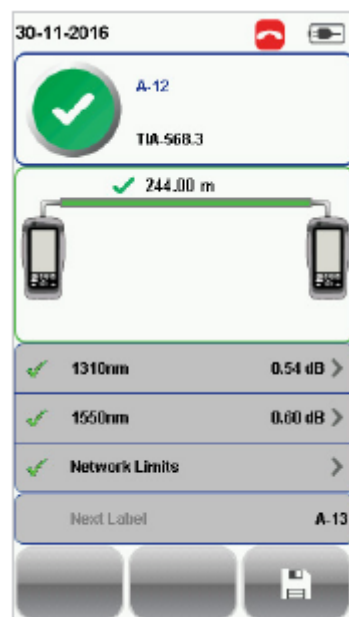 30-11-2016
A-12
TIA-568.3
244.00 m
1310nm 0.54 dB
1550nm 0.60 dB
Network Limits
Next Label A-13